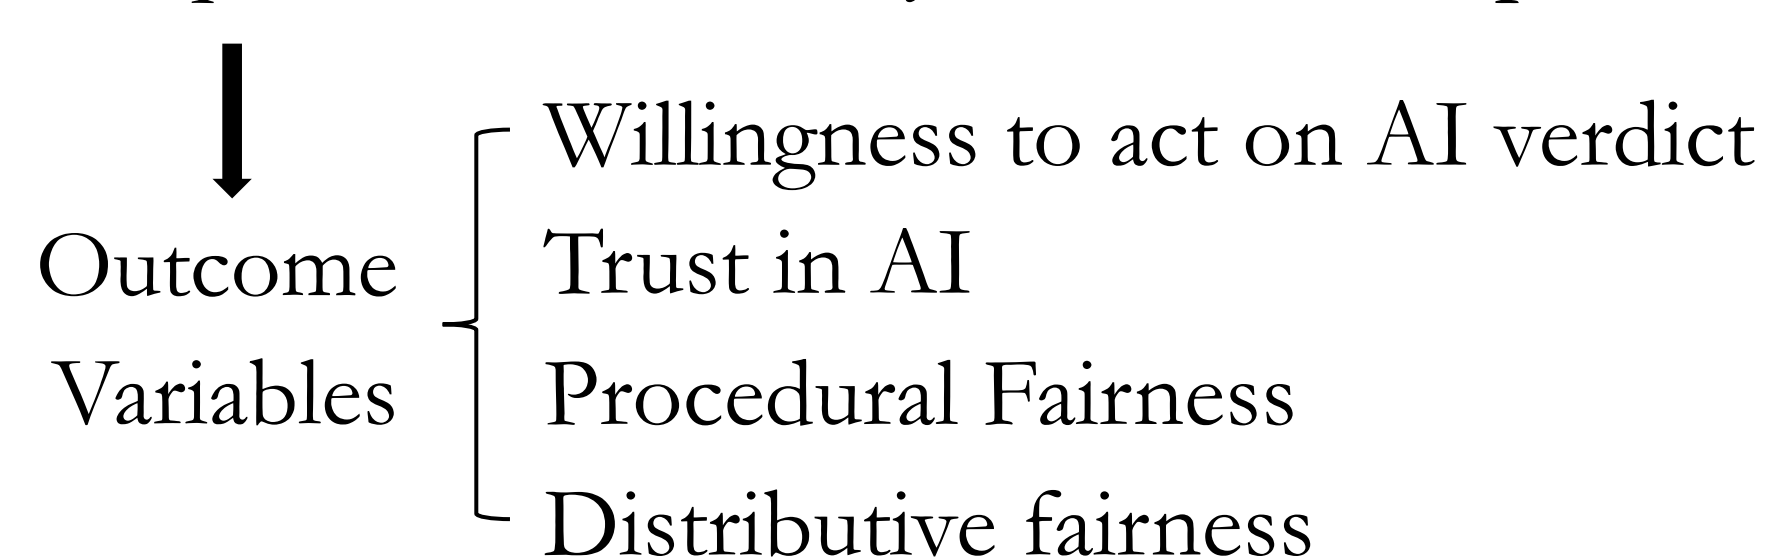 Willingness to act on AI verdict
Outcome
Variables
Trust in AI
Procedural Fairness
Distributive fairness